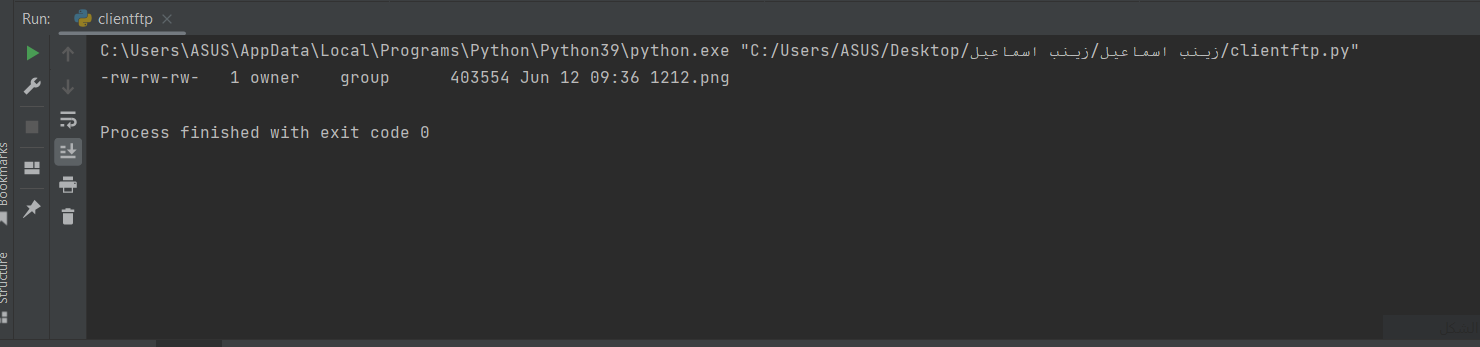 Run: clientftp
C:\Users\ASUS\AppData\Local\Programs\Python\Python39\python.exe "C:/Users/ASUS/Desktop/زينب اسماعيل/زينب اسماعيل/clientftp.py"
-rw-rw-rw-   1 owner    group      403554 Jun 12 09:36 1212.png
Process finished with exit code 0
Bookmarks
Structure